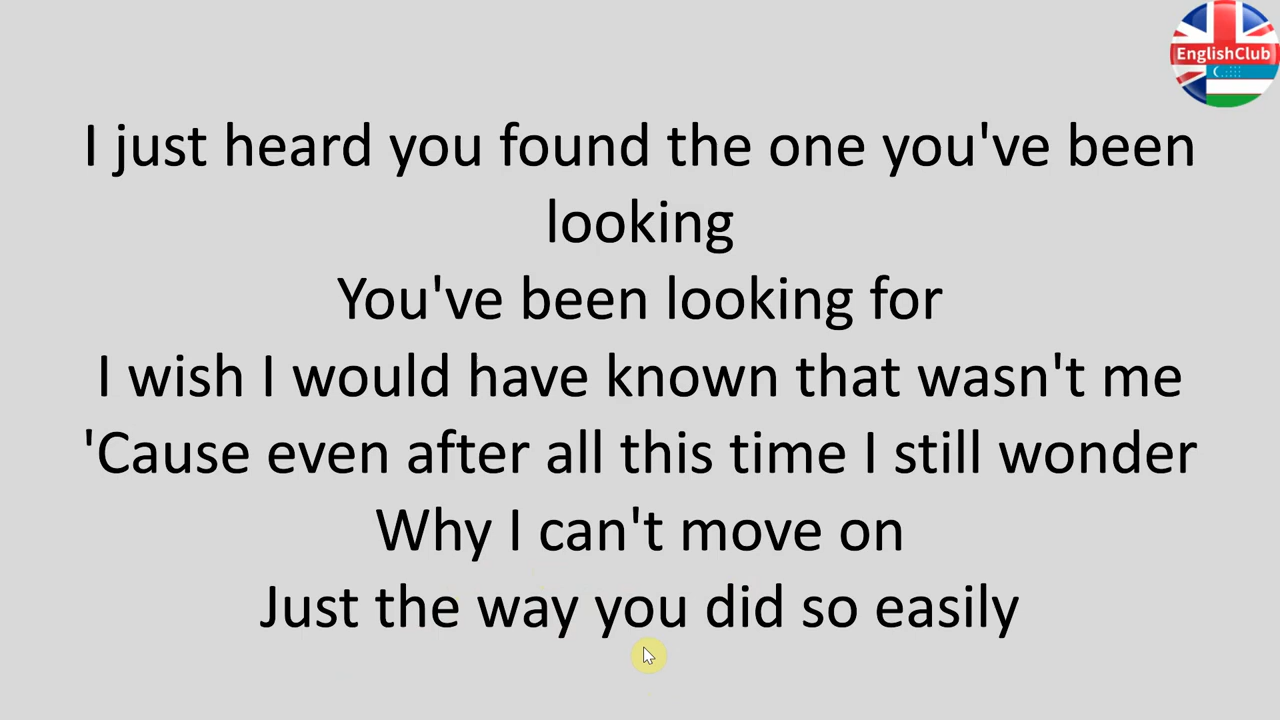 EnglishClub
I just heard you found the one you've been
looking
You've been looking for
I wish I would have known that wasn't me
'Cause even after all this time I still wonder
Why I can't move on
Just the way you did so easily